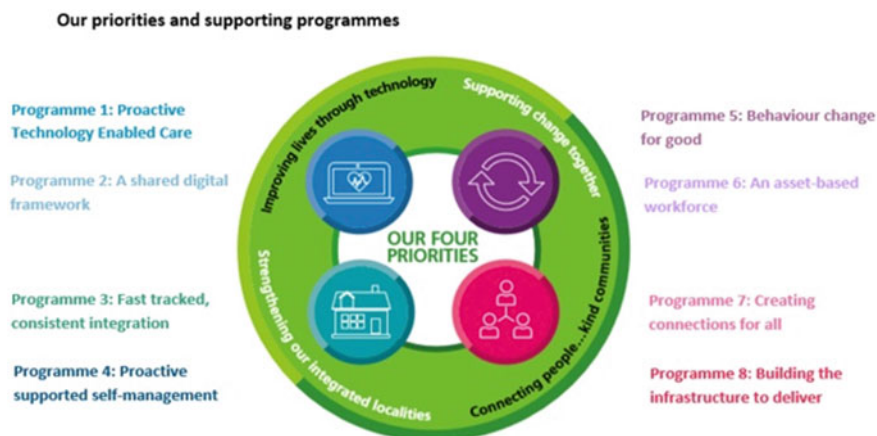 Our priorities and supporting programmes
Programme 1: Proactive
Technology Enabled Care
Programme 2: A shared digital
framework
Programme 3: Fast tracked,
consistent integration
Programme 4: Proactive
supported self-management
Improving lives through technology
Supporting change together
OUR FOUR
PRIORITIES
Strengthening our integrated localities
Connecting people...kind communities
Programme 5: Behaviour change
for good
Programme 6: An asset-based
workforce
Programme 7: Creating
connections for all
Programme 8: Building the
infrastructure to deliver